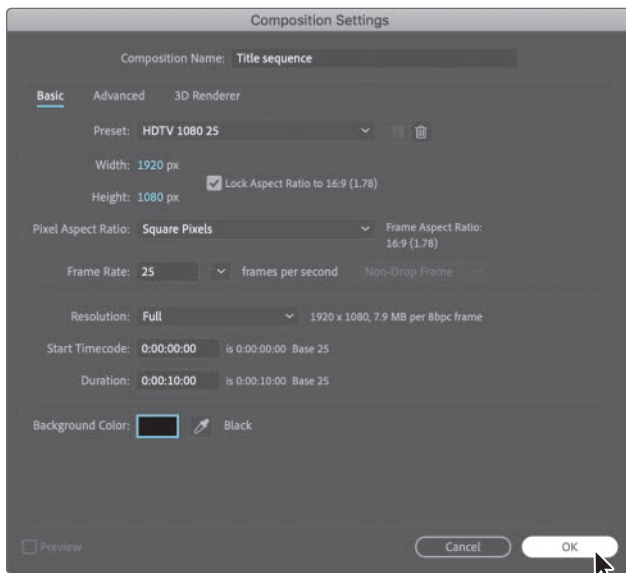 Composition Settings
Composition Name: Title sequence
Basic Advanced 3D Renderer
Preset: HDTV 1080 25
Width: 1920 px
Lock Aspect Ratio to 16:9 (1.78)
Height: 1080 px
Pixel Aspect Ratio: Square Pixels Frame Aspect Ratio:
16:9 (1.78)
Frame Rate: 25 frames per second Non-Drop Frame
Resolution: Full 1920 x 1080, 7.9 MB per 8bpc frame
Start Timecode: 0:00:00:00 is 0:00:00:00 Base 25
Duration: 0:00:10:00 is 0:00:10:00 Base 25
Background Color: Black
Preview Cancel OK